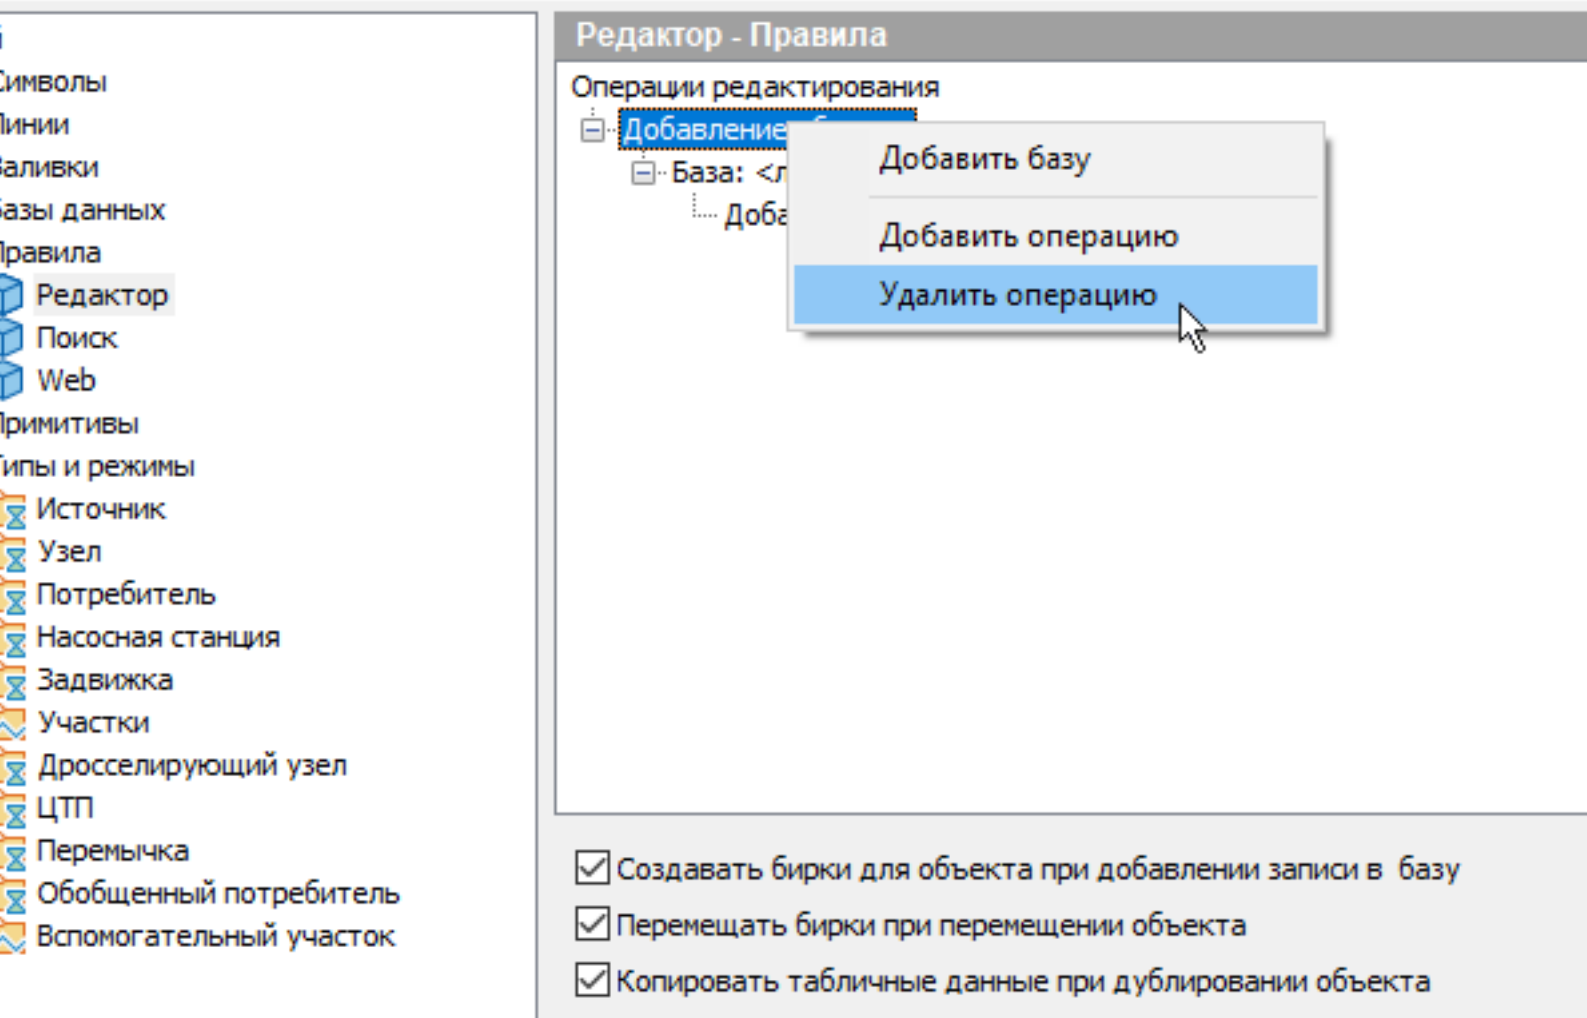 Символы
Линии
Заливки
Базы данных
Правила
Редактор
Поиск
Web
Примитивы
Типы и режимы
Источник
Узел
Потребитель
Насосная станция
Задвижка
Участки
Дросселирующий узел
ЦТП
Перемычка
Обобщенный потребитель
Вспомогательный участок
Редактор - Правила
Операции редактирования
Добавление
База:
Добавить базу
Добавить операцию
Удалить операцию
Создавать бирки для объекта при добавлении записи в базу
Перемещать бирки при перемещении объекта
Копировать табличные данные при дублировании объекта